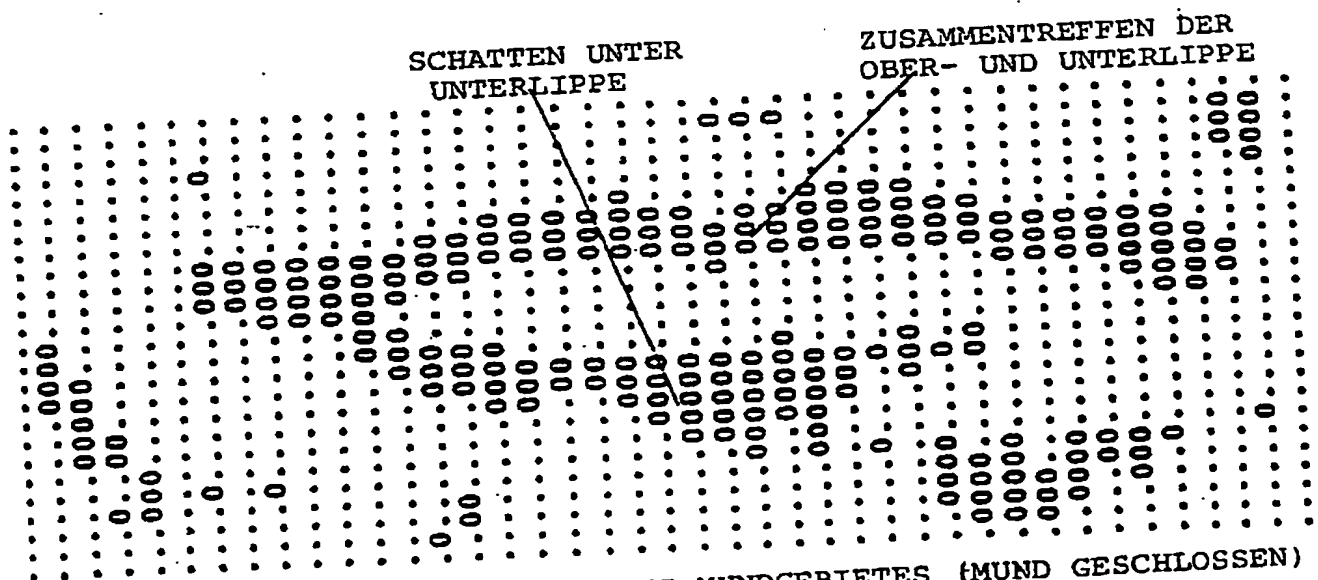 SCHATTEN UNTER
UNTERLIPPE
ZUSAMMENTREFFEN DER
OBER- UND UNTERLIPPE
MUNDGEBIETES (MUND GESCHLOSSEN)